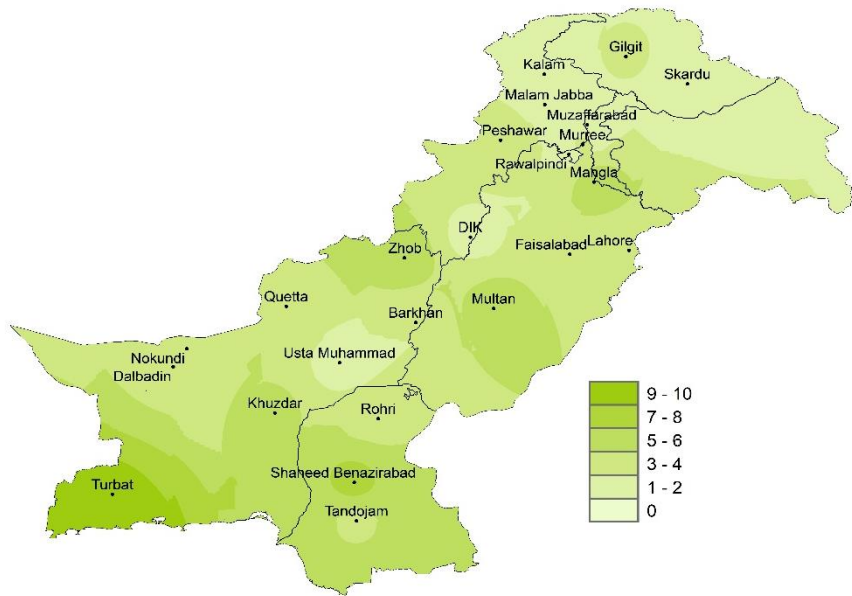 Gilgit
Kalam
Skardu
Malam Jabba
Muzaffarabad
Peshawar
Murree
Rawalpindi
Mangla
DIK
Zhob
Faisalabad
Lahore
Quetta
Multan
Barkhan
Nokundi
Usta Muhammad
Dalbadin
Khuzdar
Rohri
Shaheed Benazirabad
Turbat
Tandojam
9 - 10
7 - 8
5 - 6
3 - 4
1 - 2
0